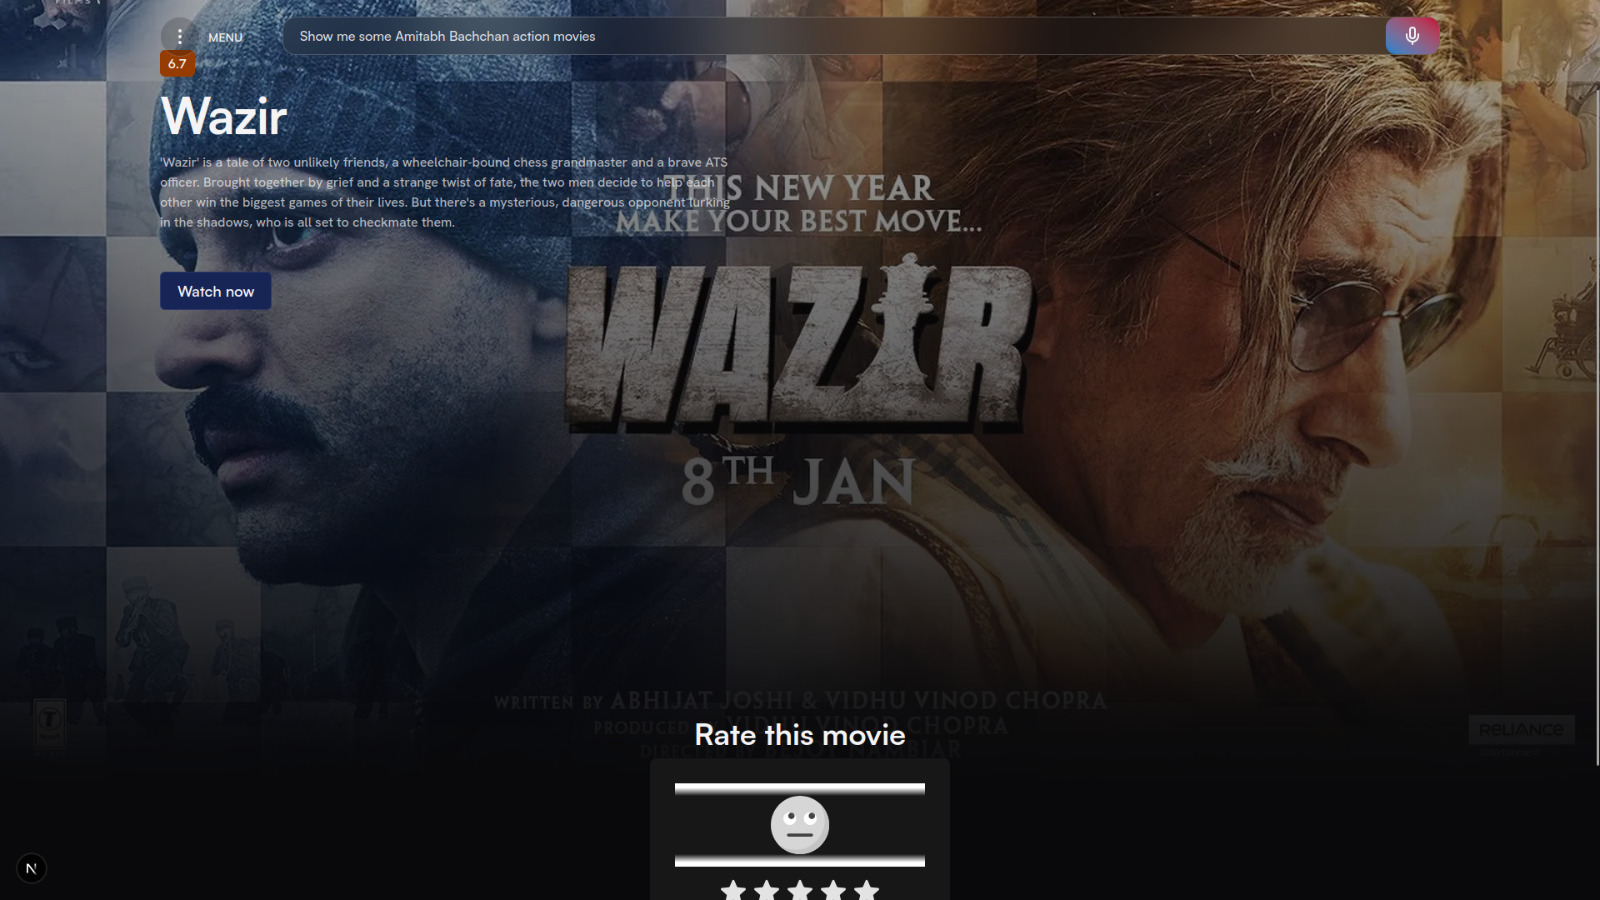 FILMS
MENU
Show me some Amitabh Bachchan action movies
6.7
Wazir
'Wazir' is a tale of two unlikely friends, a wheelchair-bound chess grandmaster and a brave ATS
officer. Brought together by grief and a strange twist of fate, the two men decide to help each
other win the biggest games of their lives. But there's a mysterious, dangerous opponent lurking
in the shadows, who is all set to checkmate them.
THIS NEW YEAR
MAKE YOUR BEST MOVE...
Watch now
WAZIR
8TH JAN
WRITTEN BY ABHIJAT JOSHI & VIDHU VINOD CHOPRA
PRODUCED BY VIDHU VINOD CHOPRA
DIRECTED BY BEJOY NAMBIAR
T
RELIANCE
Rate this movie
N